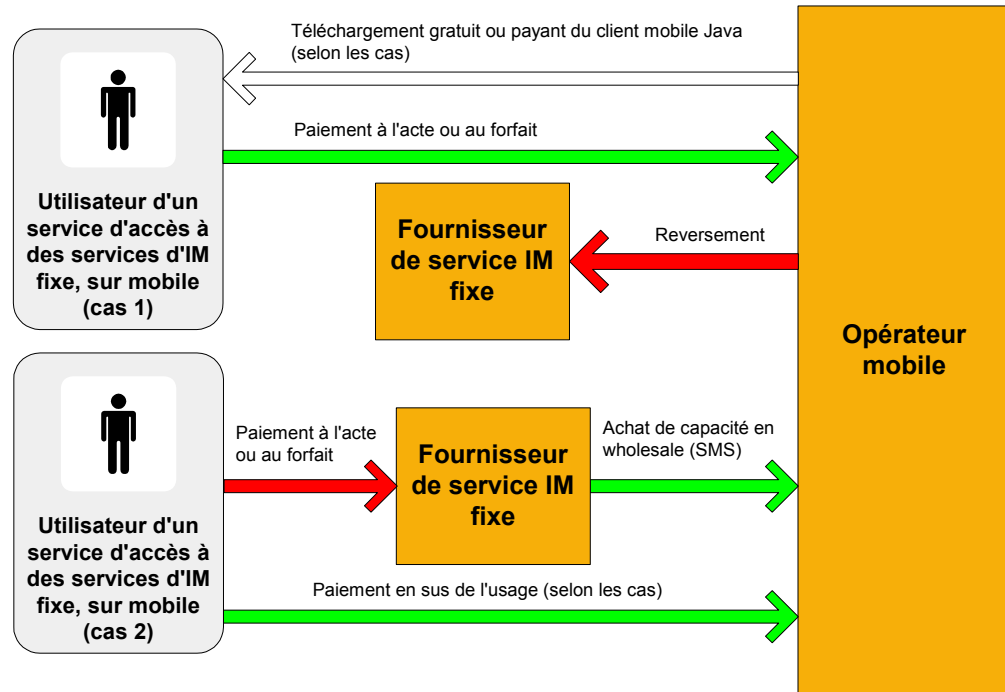 Téléchargement gratuit ou payant du client mobile Java
(selon les cas)
Paiement à l'acte ou au forfait
Utilisateur d'un
service d'accès à
des services d'IM
fixe, sur mobile
(cas 1)
Fournisseur
de service IM
fixe
Reversement
Opérateur
mobile
Paiement à l'acte
ou au forfait
Fournisseur
de service IM
fixe
Achat de capacité en
wholesale (SMS)
Utilisateur d'un
service d'accès à
des services d'IM
fixe, sur mobile
(cas 2)
Paiement en sus de l'usage (selon les cas)